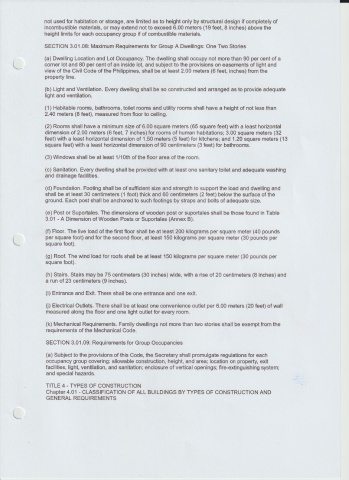 not used for habitation or storage, are limited as to height only by structural design if completely of
incombustible materials, or may extend not to exceed 6.00 meters (19 feet, 8 inches) above the
height limits for each occupancy group if of combustible materials.
SECTION 3.01.08: Maximum Requirements for Group A Dwellings: One Two Stories
(a) Dwelling Location and Lot Occupancy. The dwelling shall occupy not more than 90 per cent of a
corner lot and 80 per cent of an inside lot, and subject to the provisions on easements of light and
view of the Civil Code of the Philippines, shall be at least 2.00 meters (6 feet, inches) from the
property line.
(b) Light and Ventilation. Every dwelling shall be so constructed and arranged as to provide adequate
light and ventilation.
(1) Habitable rooms, bathrooms, toilet rooms and utility rooms shall have a height of not less than
2.40 meters (8 feet), measured from floor to ceiling.
(2) Rooms shall have a minimum size of 6.00 square meters (65 square feet) with a least horizontal
dimension of 2.00 meters (6 feet, 7 inches) for rooms of human habitations; 3.00 square meters (32
feet) with a least horizontal dimension of 1.50 meters (5 feet) for kitchens; and 1.20 square meters (13
square feet) with a least horizontal dimension of 90 centimeters (3 feet) for bathrooms.
(3) Windows shall be at least 1/10th of the floor area of the room.
(c) Sanitation. Every dwelling shall be provided with at least one sanitary toilet and adequate washing
and drainage facilities.
(d) Foundation. Footing shall be of sufficient size and strength to support the load and dwelling and
shall be at least 30 centimeters (1 foot) thick and 60 centimeters (2 feet) below the surface of the
ground. Each post shall be anchored to such footings by straps and bolts of adequate size.
(e) Post or Suportales. The dimensions of wooden post or suportales shall be those found in Table
3.01 - A Dimension of Wooden Posts or Suportales (Annex B).
(f) Floor. The live load of the first floor shall be at least 200 kilograms per square meter (40 pounds
per square foot) and for the second floor, at least 150 kilograms per square meter (30 pounds per
square foot).
(g) Roof. The wind load for roofs shall be at least 150 kilograms per square meter (30 pounds per
square foot).
(h) Stairs. Stairs may be 75 centimeters (30 inches) wide, with a rise of 20 centimeters (8 inches) and
a run of 23 centimeters (9 inches).
(i) Entrance and Exit. There shall be one entrance and one exit.
(j) Electrical Outlets. There shall be at least one convenience outlet per 6.00 meters (20 feet) of wall
measured along the floor and one light outlet for every room.
(k) Mechanical Requirements. Family dwellings not more than two stories shall be exempt from the
requirements of the Mechanical Code.
SECTION 3.01.09: Requirements for Group Occupancies
(a) Subject to the provisions of this Code, the Secretary shall promulgate regulations for each
occupancy group covering: allowable construction, height, and area; location on property, exit
facilities, light, ventilation, and sanitation; enclosure of vertical openings; fire-extinguishing system;
and special hazards.
TITLE 4 - TYPES OF CONSTRUCTION
Chapter 4.01 - CLASSIFICATION OF ALL BUILDINGS BY TYPES OF CONSTRUCTION AND
GENERAL REQUIREMENTS